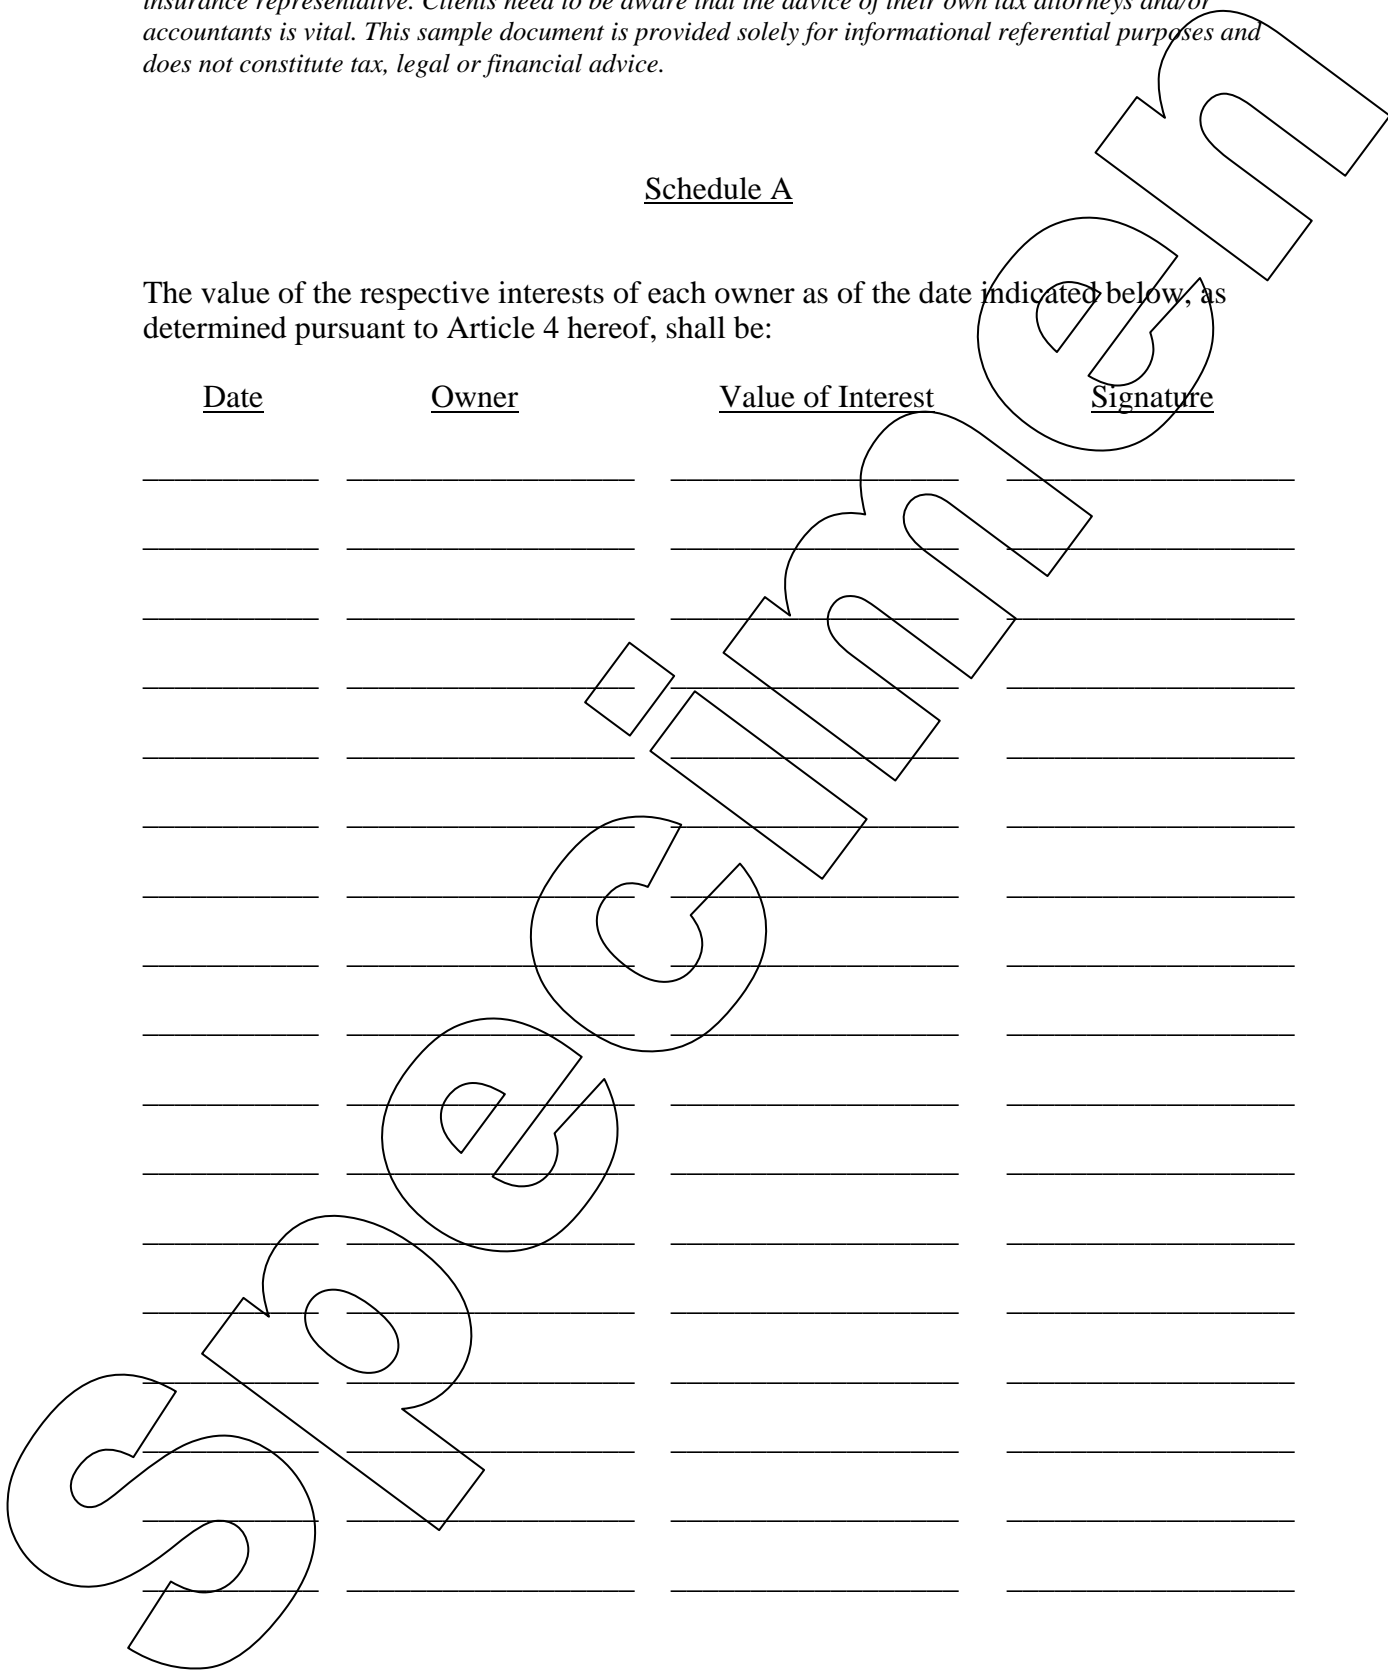 insurance representative. Clients need to be aware that the advice of their own tax attorneys and/or
accountants is vital. This sample document is provided solely for informational referential purposes and
does not constitute tax, legal or financial advice.
Schedule A
The value of the respective interests of each owner as of the date indicated below, as
determined pursuant to Article 4 hereof, shall be:
Date Owner Value of Interest Signature
Specimen